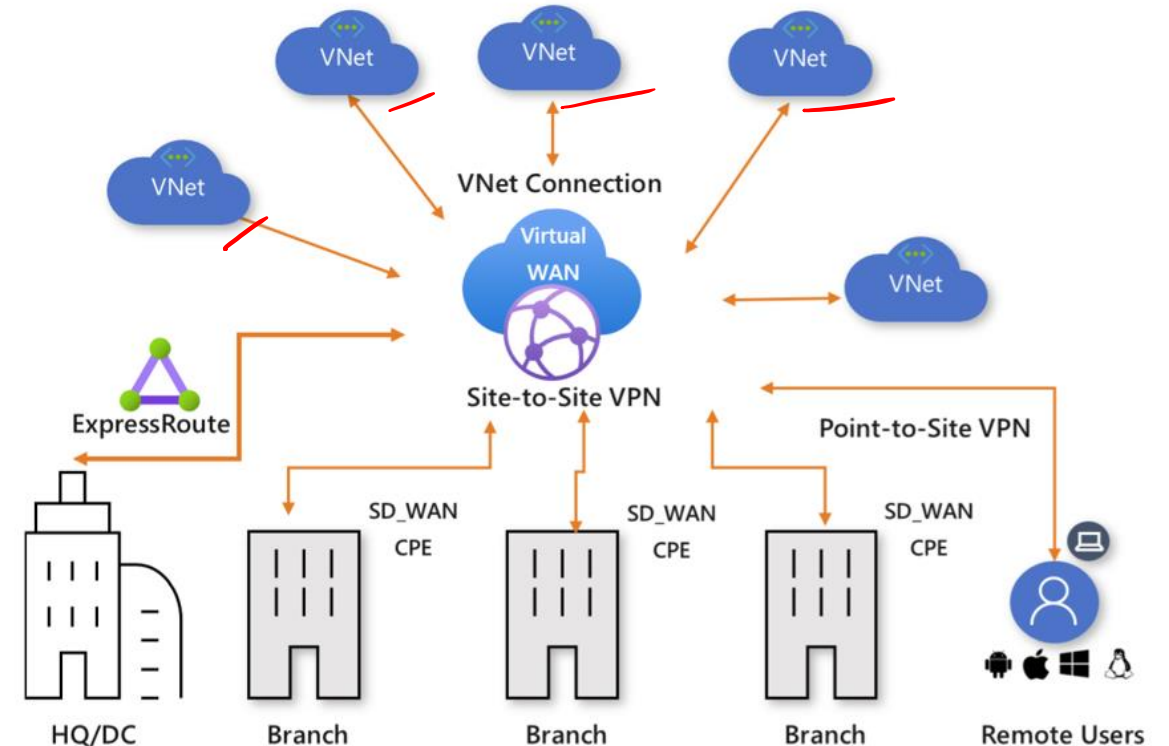 VNet
VNet
VNet
VNet
VNet Connection
Virtual
WAN
VNet
Site-to-Site VPN
ExpressRoute
Point-to-Site VPN
SD_WAN
CPE
SD_WAN
CPE
SD_WAN
CPE
HQ/DC
Branch
Branch
Branch
Remote Users